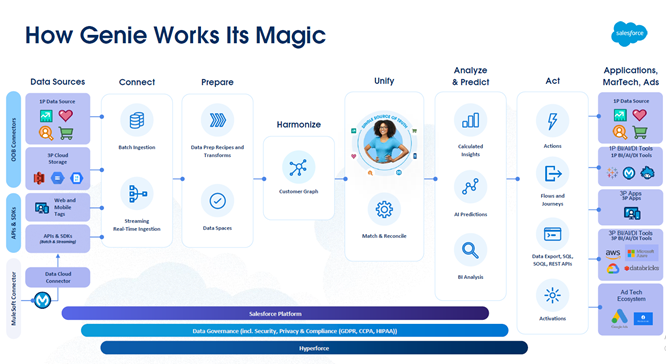 How Genie Works Its Magic
salesforce
Data Sources
Connect
Prepare
Harmonize
Unify
Analyze
& Predict
Act
Applications,
MarTech, Ads
OOB Connectors
APIs & SDKs
MuleSoft Connector
1P Data Source
3P Cloud
Storage
Web and
Mobile
Tags
APIs & SDKs
(Batch & Streaming)
Data Cloud
Connector
Batch Ingestion
Streaming
Real-Time Ingestion
Data Prep Recipes and
Transforms
Data Spaces
Customer Graph
SINGLE SOURCE OF TRUTH
Match & Reconcile
Calculated
Insights
AI Predictions
BI Analysis
Actions
Flows and
Journeys
Data Export, SQL,
SOQL, REST APIs
Activations
1P Data Source
1P BI/AI/DI Tools
1P BI/AI/DI Tools
3P Apps
3P Apps
3P BI/AI/DI Tools
3P BI/AI/DI Tools
aws
Microsoft Azure
databricks
Ad Tech
Ecosystem
Google Ads
Salesforce Platform
Data Governance (incl. Security, Privacy & Compliance (GDPR, CCPA, HIPAA))
Hyperforce